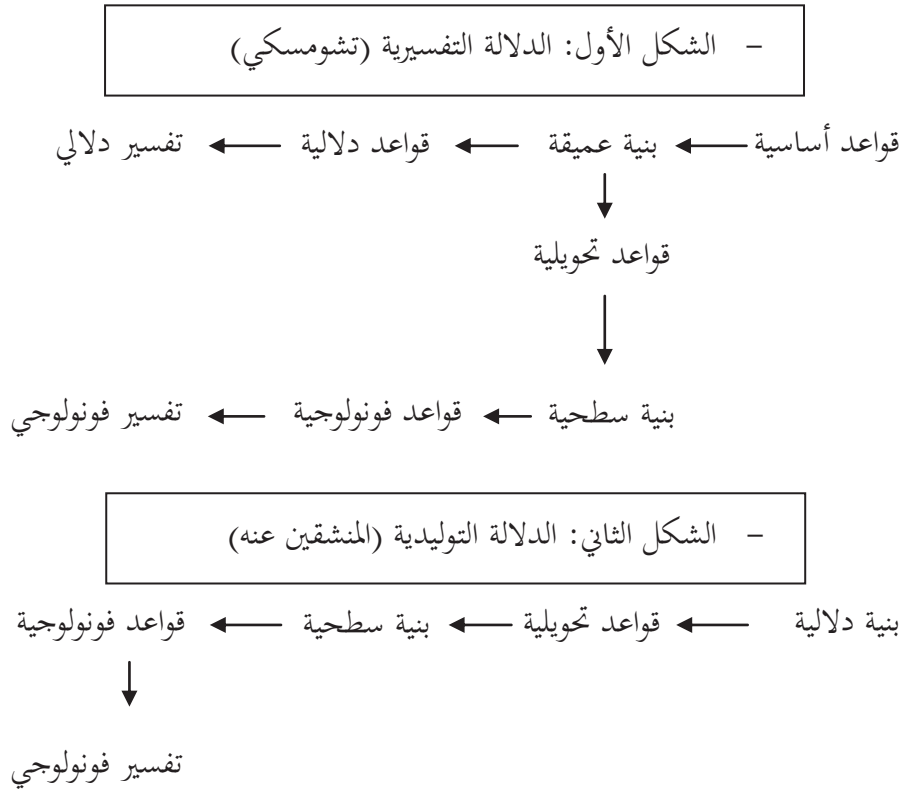 - الشكل الأول: الدلالة التفسيرية (تشومسكي)
قواعد أساسية ← بنية عميقة ← قواعد دلالية ← تفسير دلالي
↓
قواعد تحويلية
↓
بنية سطحية ← قواعد فونولوجية ← تفسير فونولوجي
- الشكل الثاني: الدلالة التوليدية (المنشقين عنه)
بنية دلالية ← قواعد تحويلية ← بنية سطحية ← قواعد فونولوجية
↓
تفسير فونولوجي